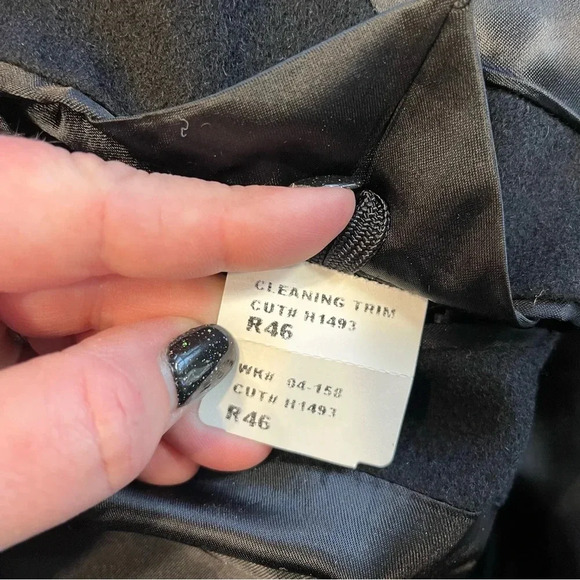 CLEANING TRIM
CUT# H1493
R46
WK# 04-158
CUT# H1493
R46